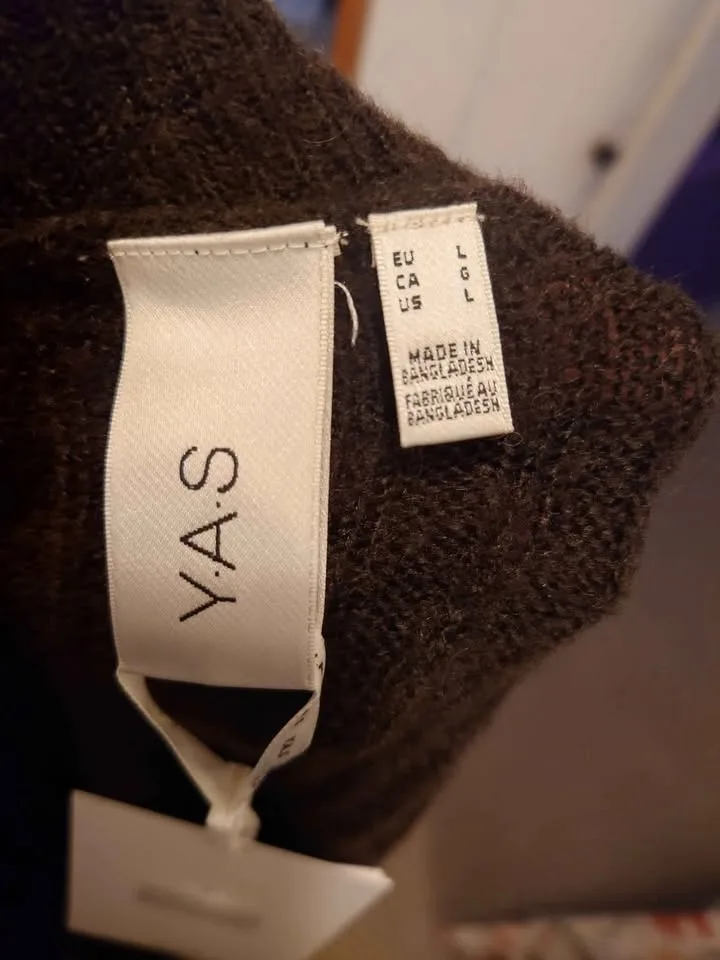 Y.A.S
EU L
CA G
US L
MADE IN
BANGLADESH
FABRIQUÉ AU
BANGLADESH